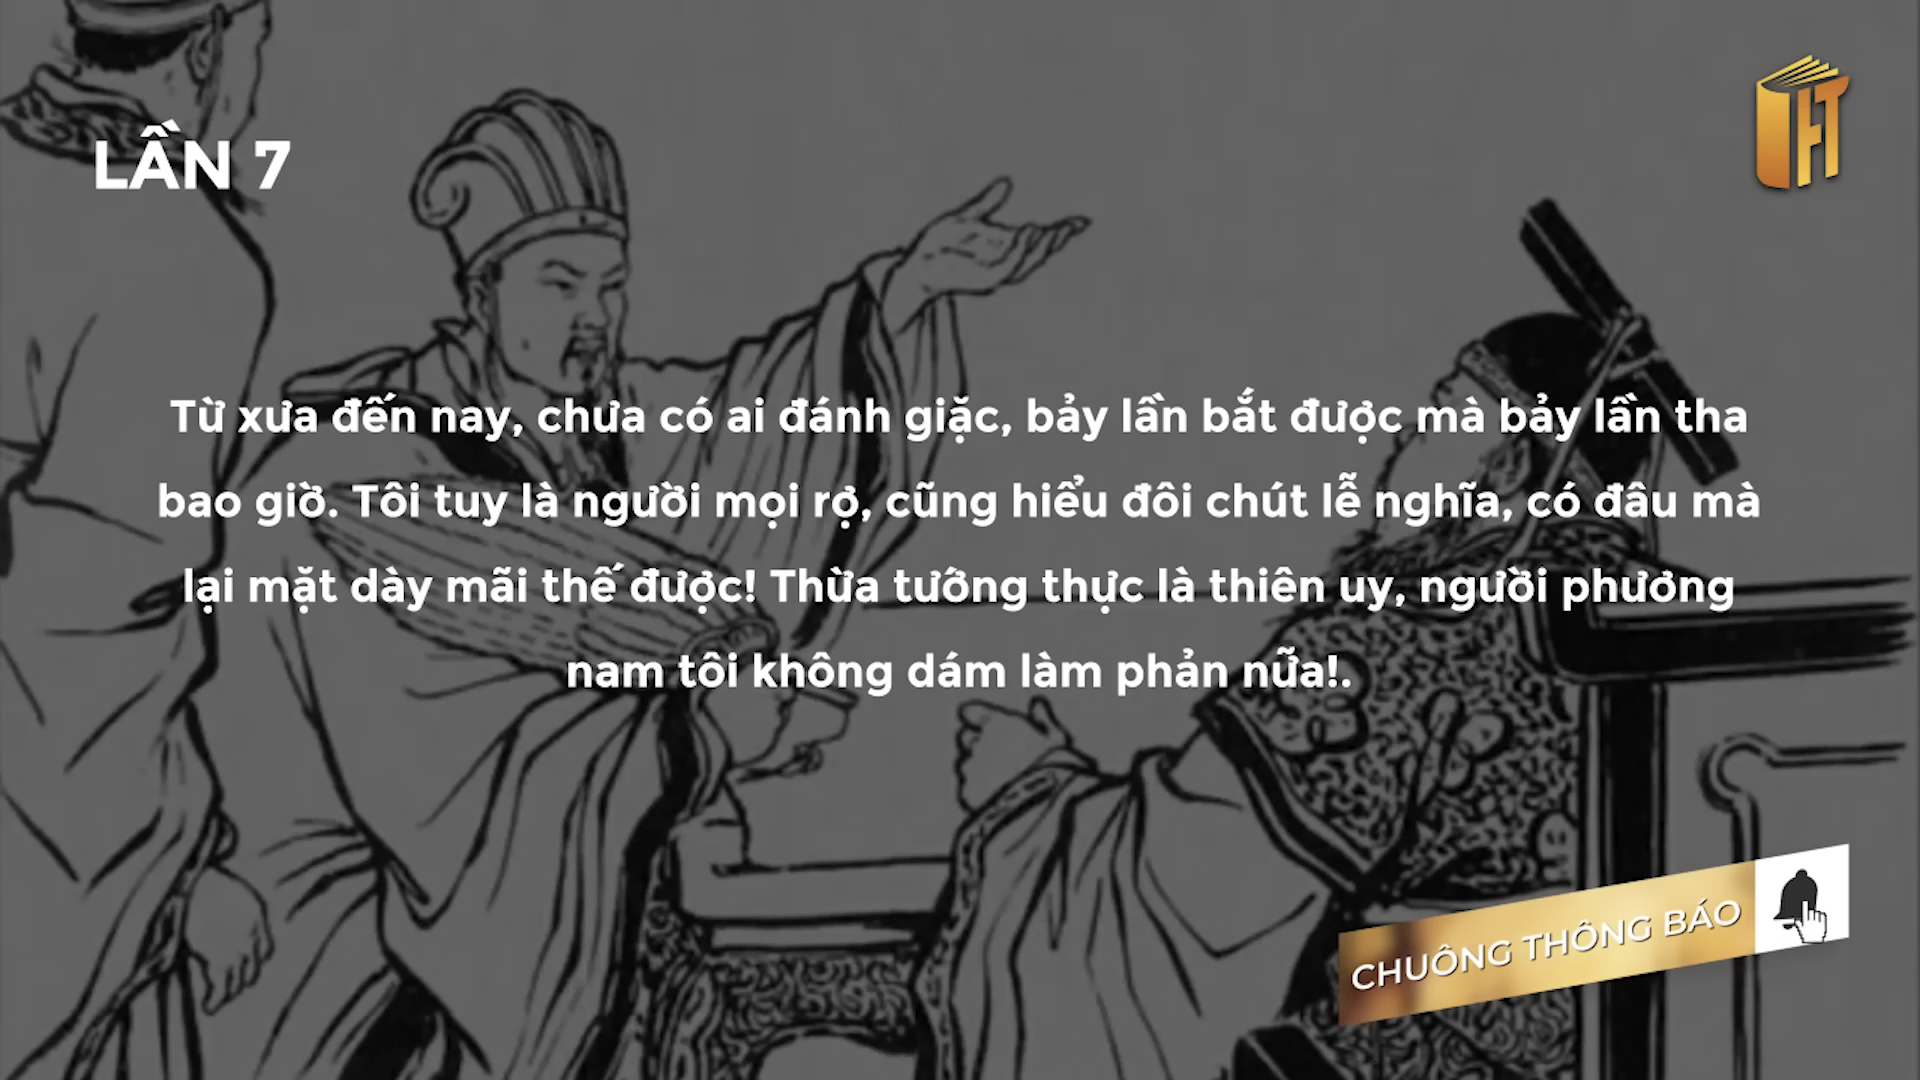 LẦN 7
Từ xưa đến nay, chưa có ai đánh giặc, bảy lần bắt được mà bảy lần tha
bao giờ. Tôi tuy là người mọi rợ, cũng hiểu đôi chút lễ nghĩa, có đâu mà
lại mặt dày mãi thế được! Thừa tướng thực là thiên uy, người phương
nam tôi không dám làm phản nữa!.
CHUÔNG THÔNG BÁO